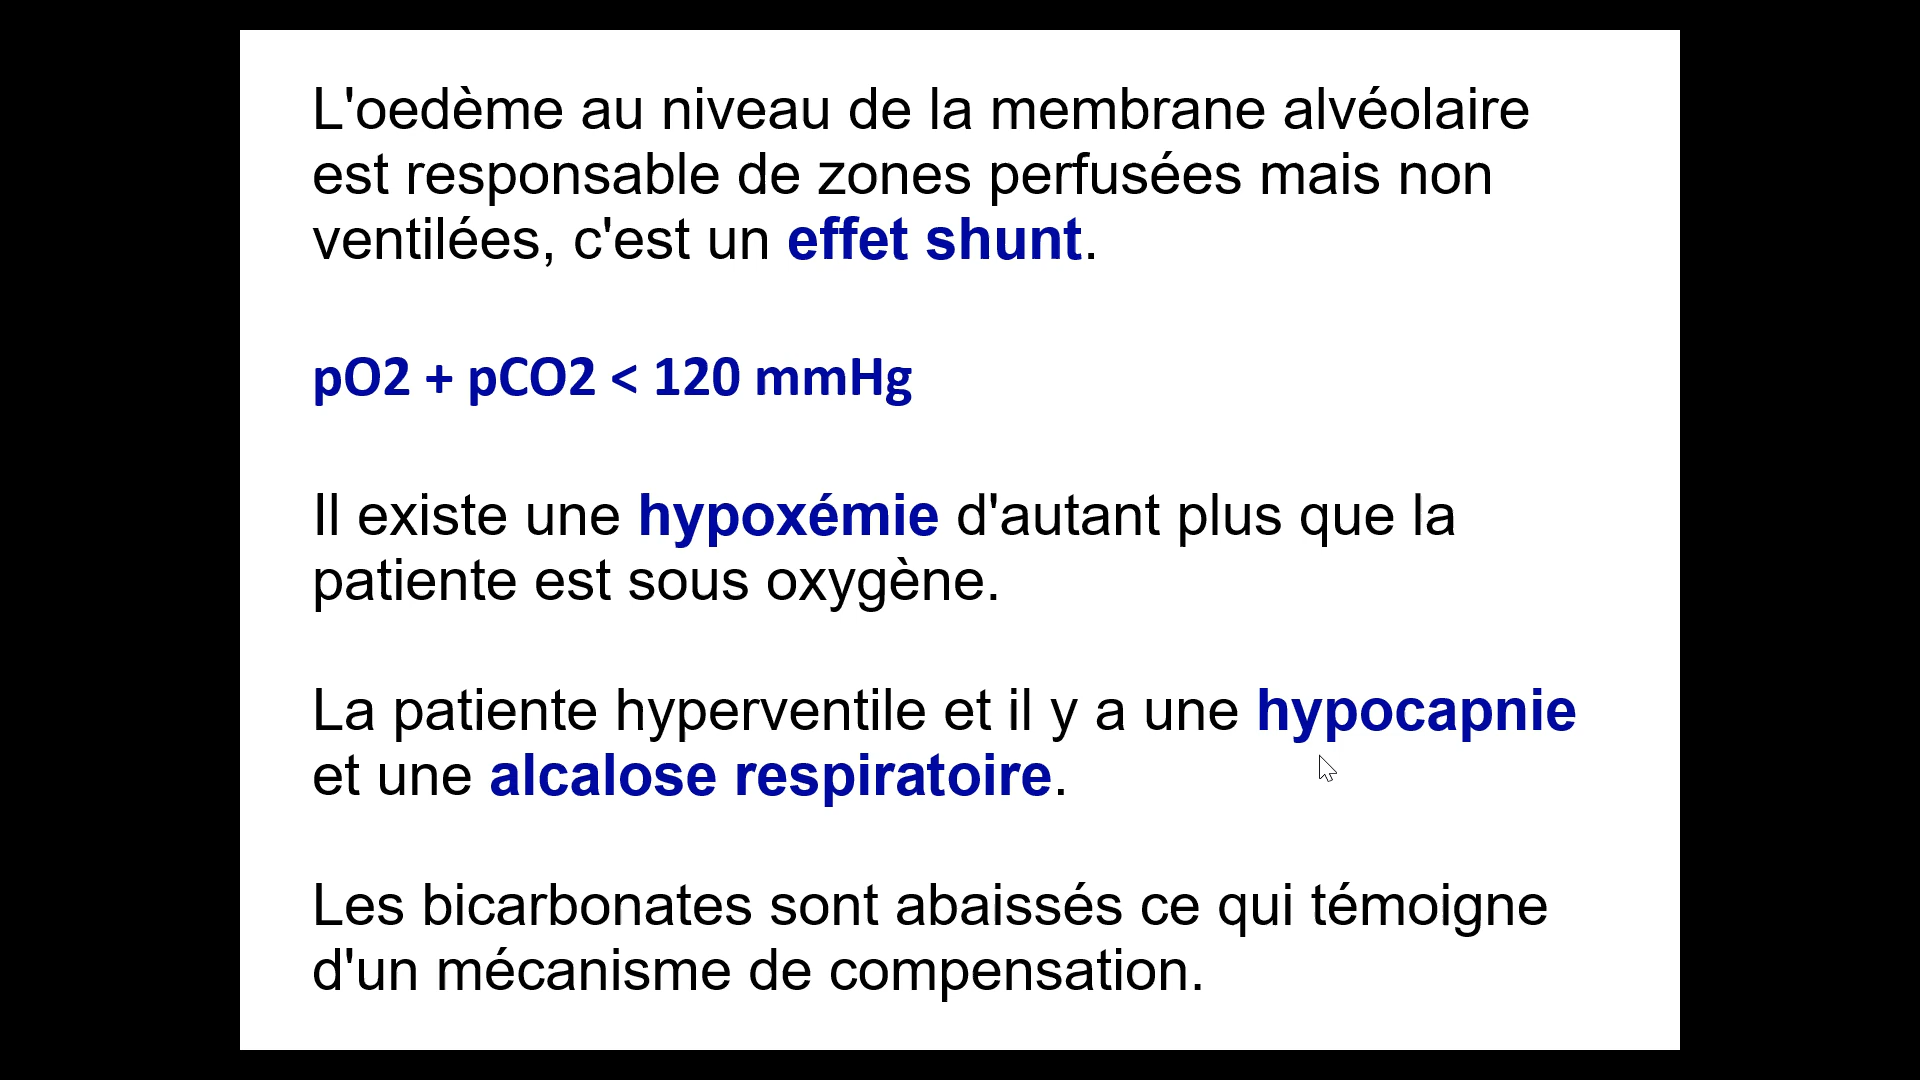 L'oedème au niveau de la membrane alvéolaire
est responsable de zones perfusées mais non
ventilées, c'est un effet shunt.
pO2 + pCO2 < 120 mmHg
Il existe une hypoxémie d'autant plus que la
patiente est sous oxygène.
La patiente hyperventile et il y a une hypocapnie
et une alcalose respiratoire.
Les bicarbonates sont abaissés ce qui témoigne
d'un mécanisme de compensation.